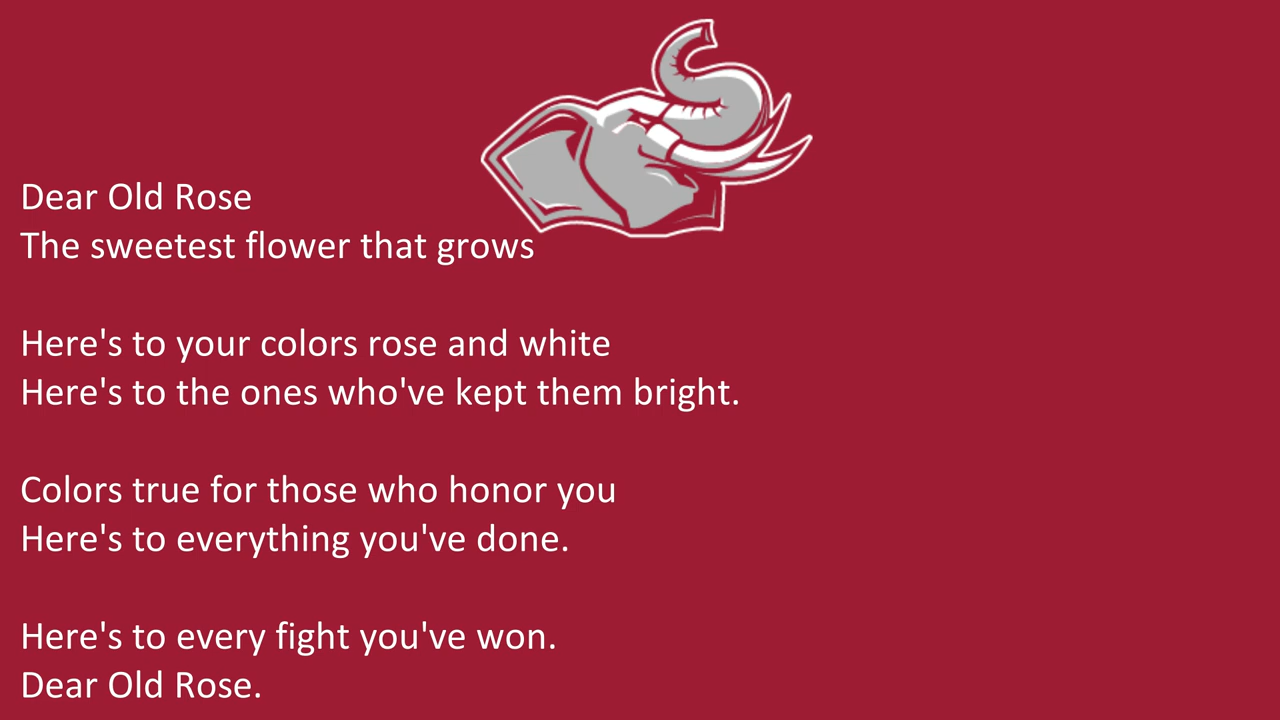 Dear Old Rose
The sweetest flower that grows
Here's to your colors rose and white
Here's to the ones who've kept them bright.
Colors true for those who honor you
Here's to everything you've done.
Here's to every fight you've won.
Dear Old Rose.